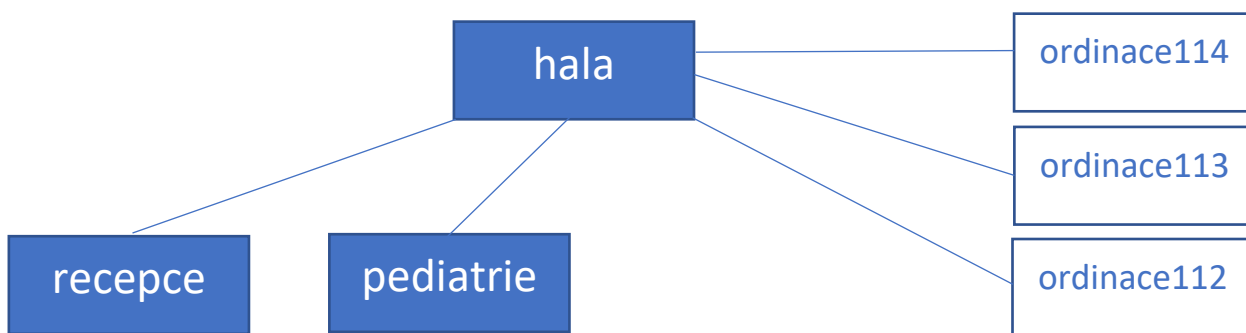 hala
ordinace114
ordinace113
ordinace112
recepce
pediatrie